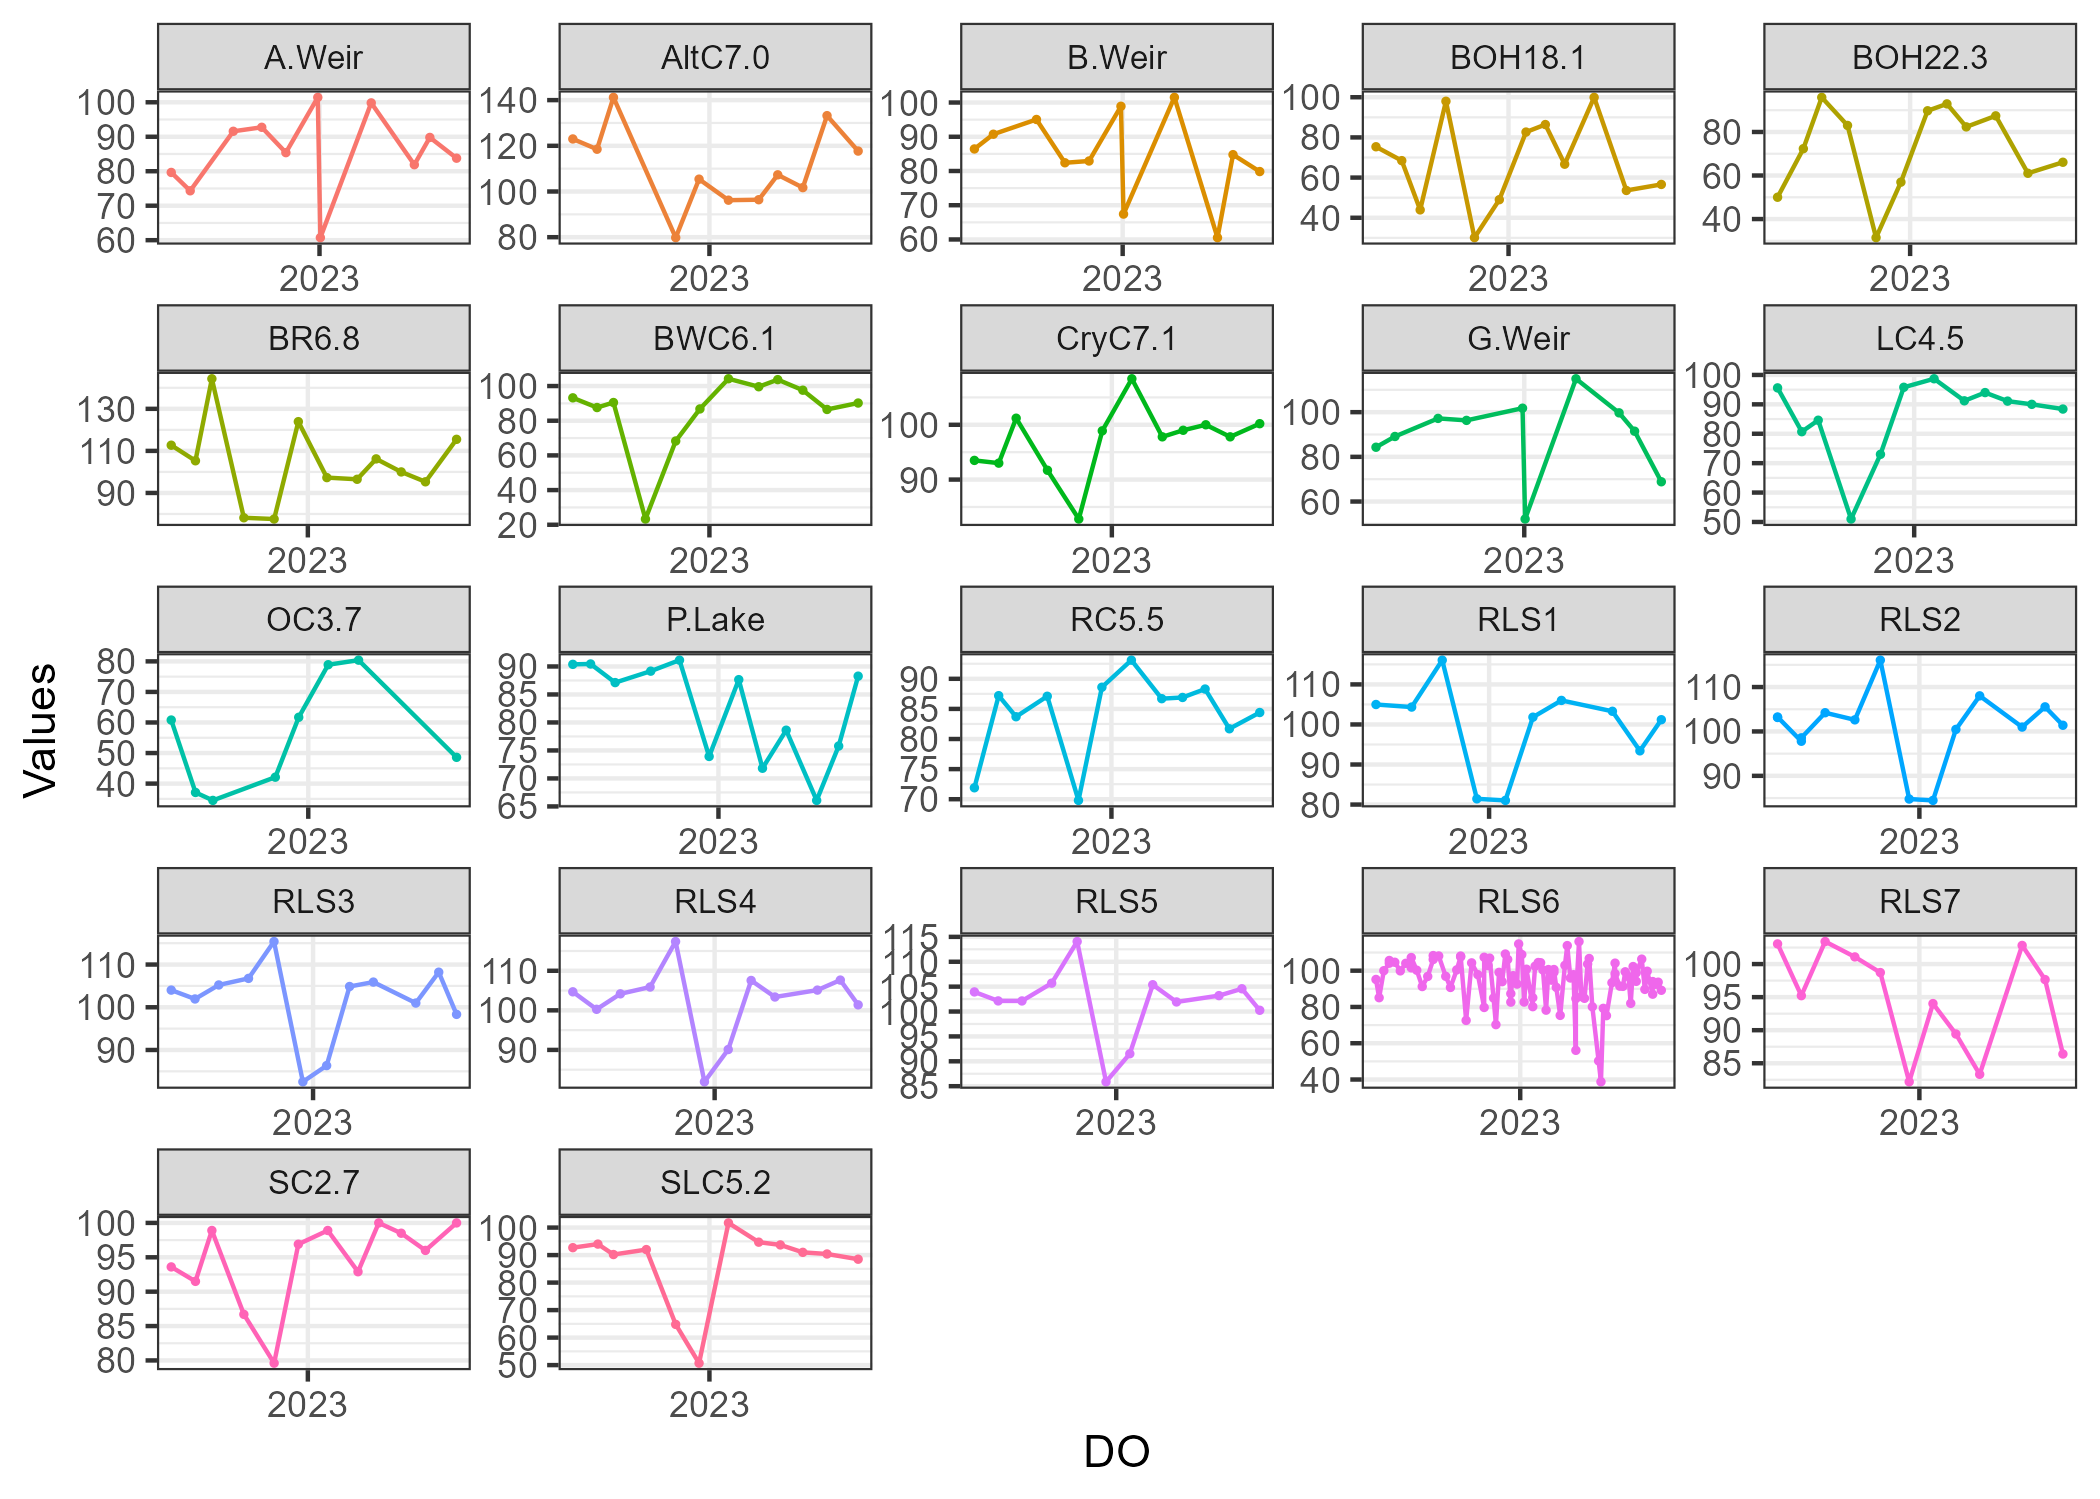 A.Weir AltC7.0 B.Weir BOH18.1 BOH22.3
100 90 80 70 60 140 120 100 80 100 90 80 70 60 100 80 60 40 80 60 40
2023 2023 2023 2023 2023
BR6.8 BWC6.1 CryC7.1 G.Weir LC4.5
130 110 90 100 80 60 40 20 100 90 100 80 60 100 90 80 70 60 50
2023 2023 2023 2023 2023
OC3.7 P.Lake RC5.5 RLS1 RLS2
80 70 60 50 40 90 85 80 75 70 65 90 85 80 75 70 110 100 90 80 110 100 90
2023 2023 2023 2023 2023
Values
RLS3 RLS4 RLS5 RLS6 RLS7
110 100 90 110 100 90 115 110 105 100 95 90 85 100 80 60 40 100 95 90 85
2023 2023 2023 2023 2023
SC2.7 SLC5.2
100 95 90 85 80 100 90 80 70 60 50
2023 2023
DO